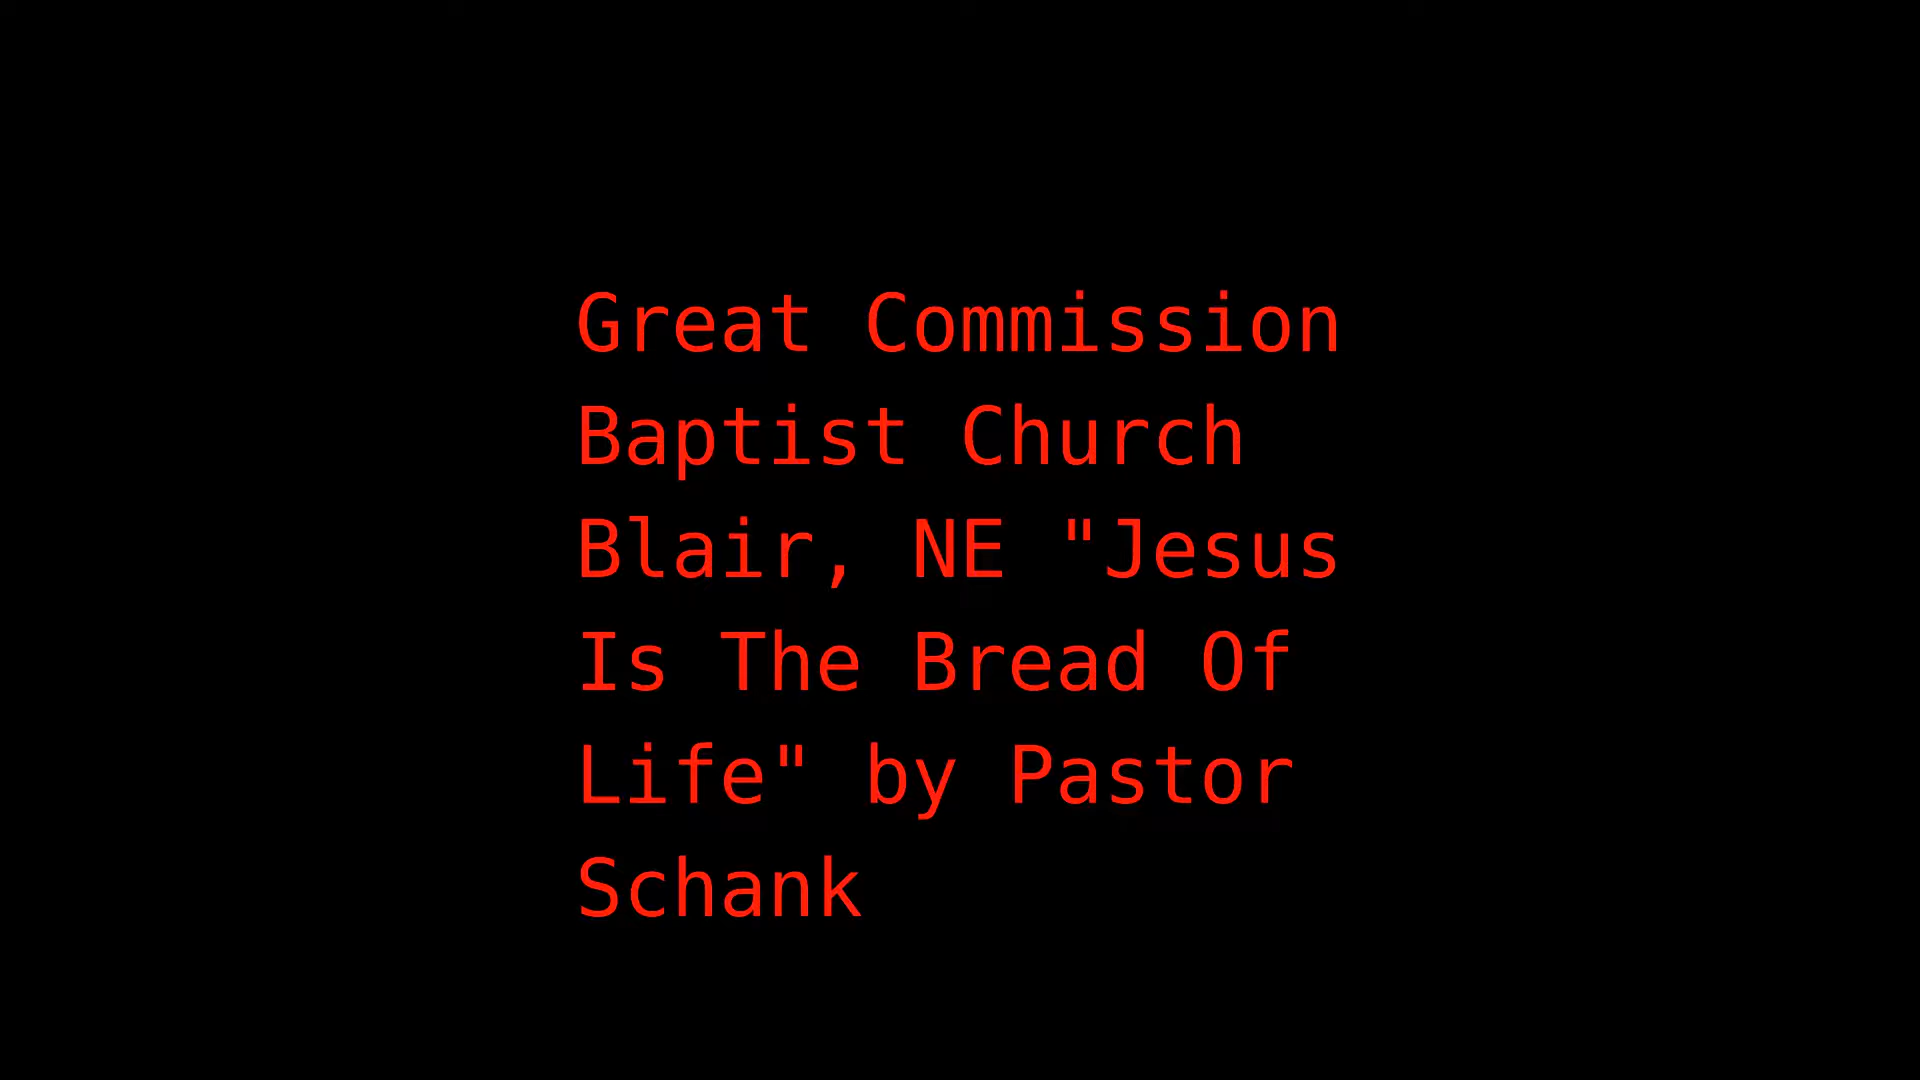 Great Commission
Baptist Church
Blair, NE "Jesus
Is The Bread Of
Life" by Pastor
Schank